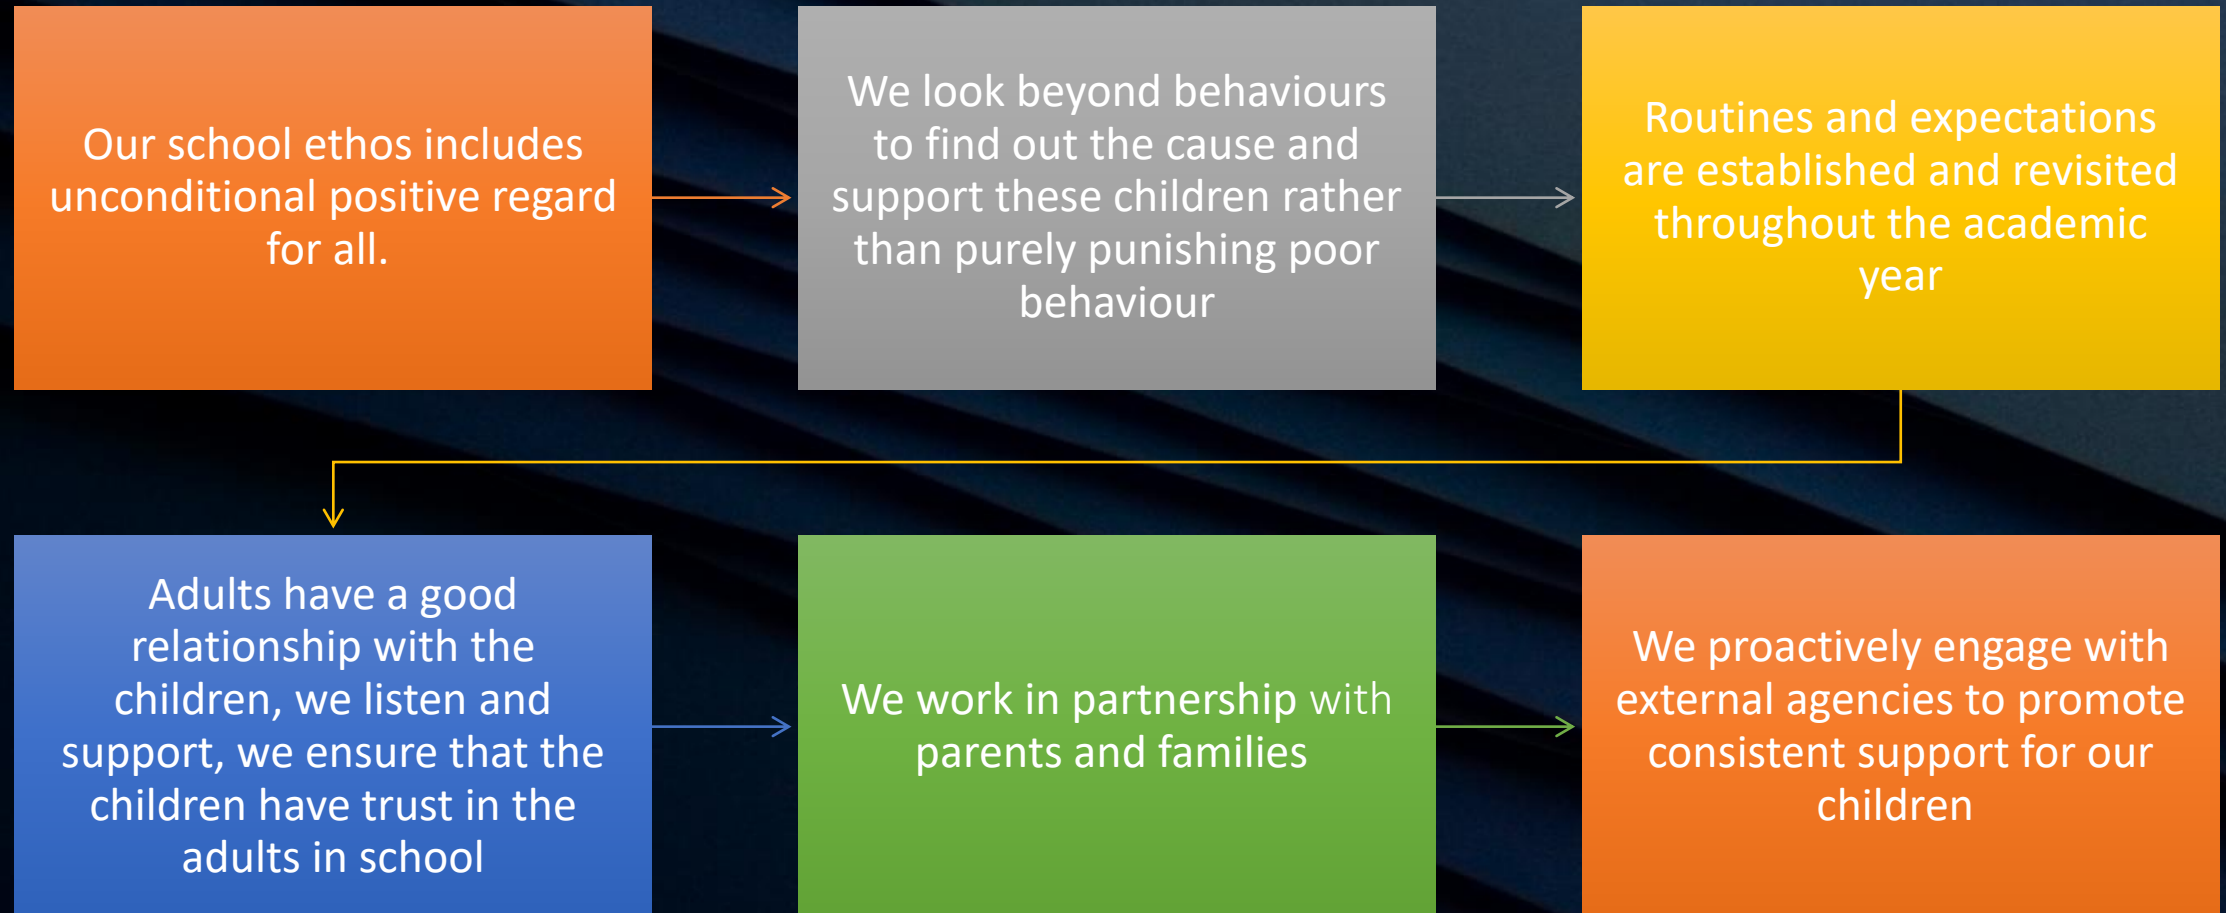 Our school ethos includes
unconditional positive regard
for all.
We look beyond behaviours
to find out the cause and
support these children rather
than purely punishing poor
behaviour
Routines and expectations
are established and revisited
throughout the academic
year
Adults have a good
relationship with the
children, we listen and
support, we ensure that the
children have trust in the
adults in school
We work in partnership with
parents and families
We proactively engage with
external agencies to promote
consistent support for our
children